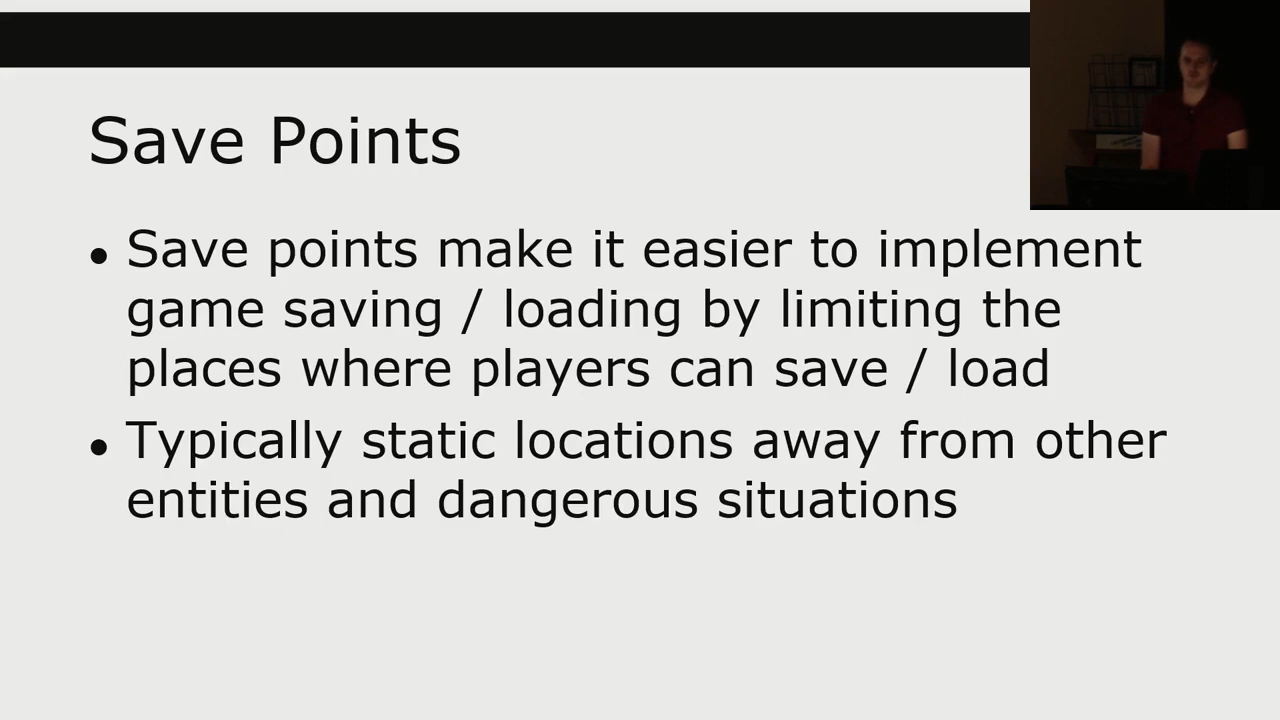 Save Points
• Save points make it easier to implement
game saving / loading by limiting the
places where players can save / load
• Typically static locations away from other
entities and dangerous situations